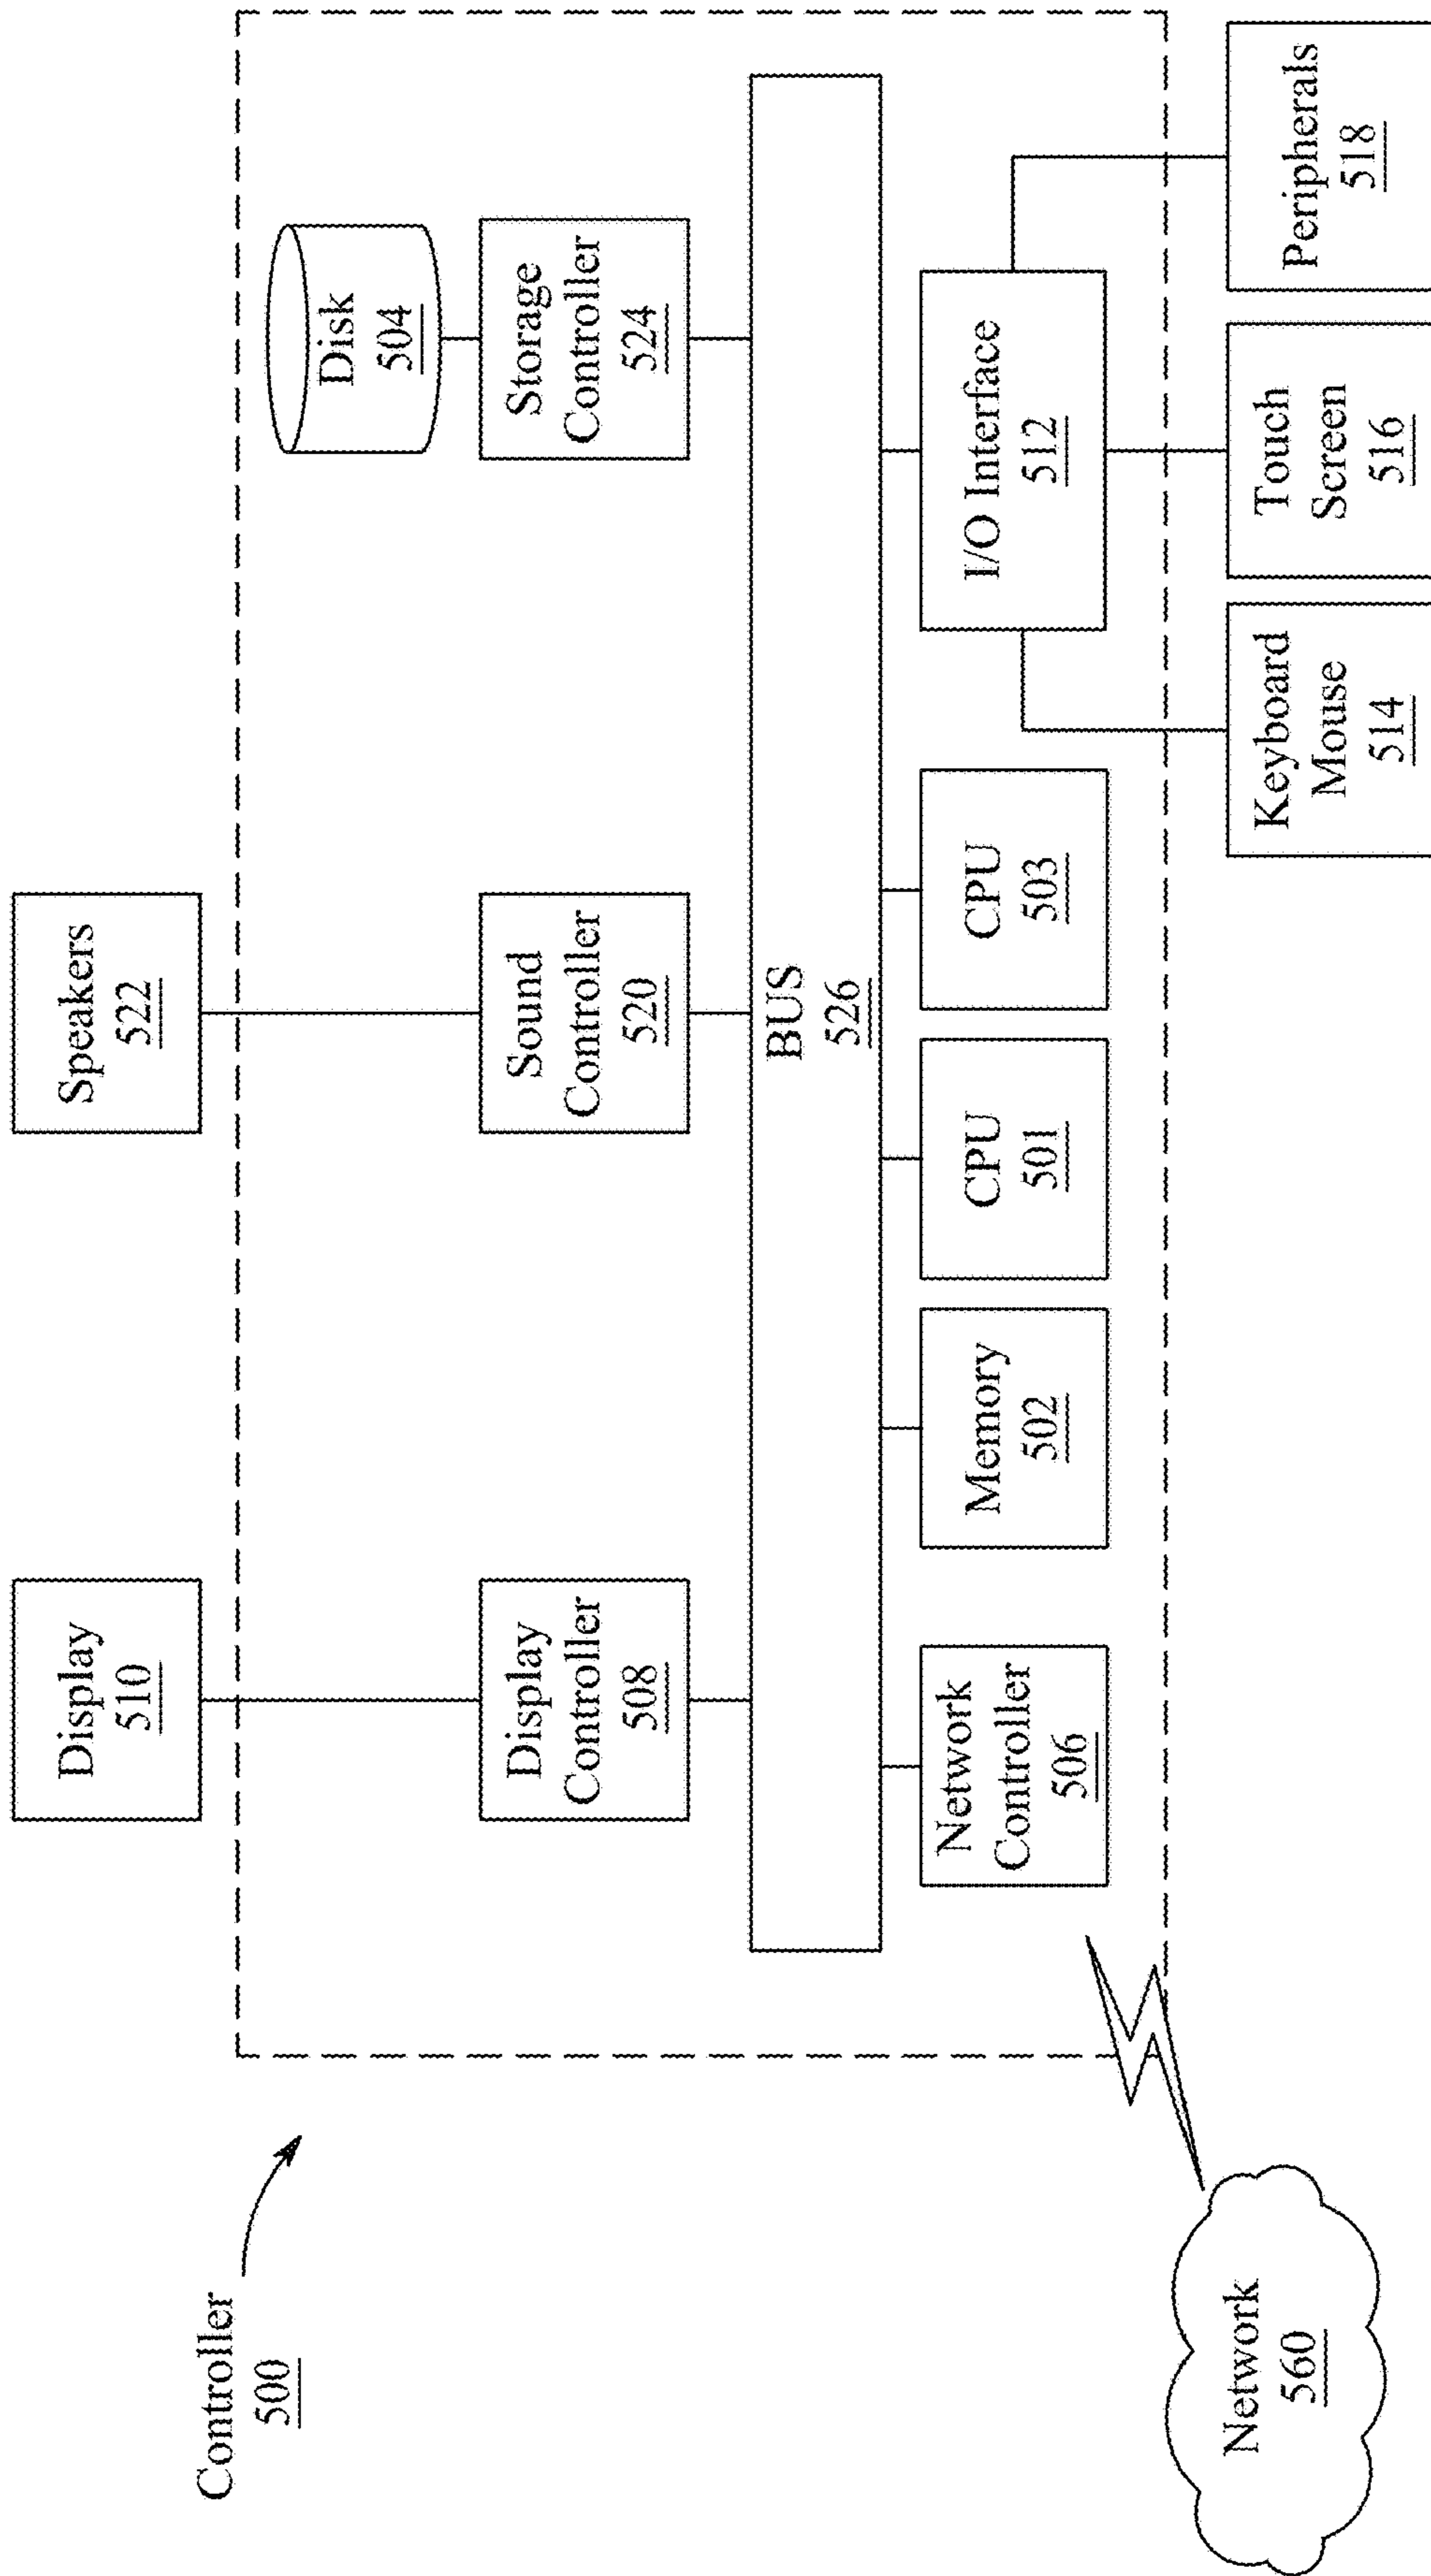 Controller
500
Display
510
Speakers
522
Disk
504
Display
Controller
508
Sound
Controller
520
Storage
Controller
524
BUS
526
Network
Controller
506
Memory
502
CPU
501
CPU
503
I/O Interface
512
Network
560
Keyboard
Mouse
514
Touch
Screen
516
Peripherals
518